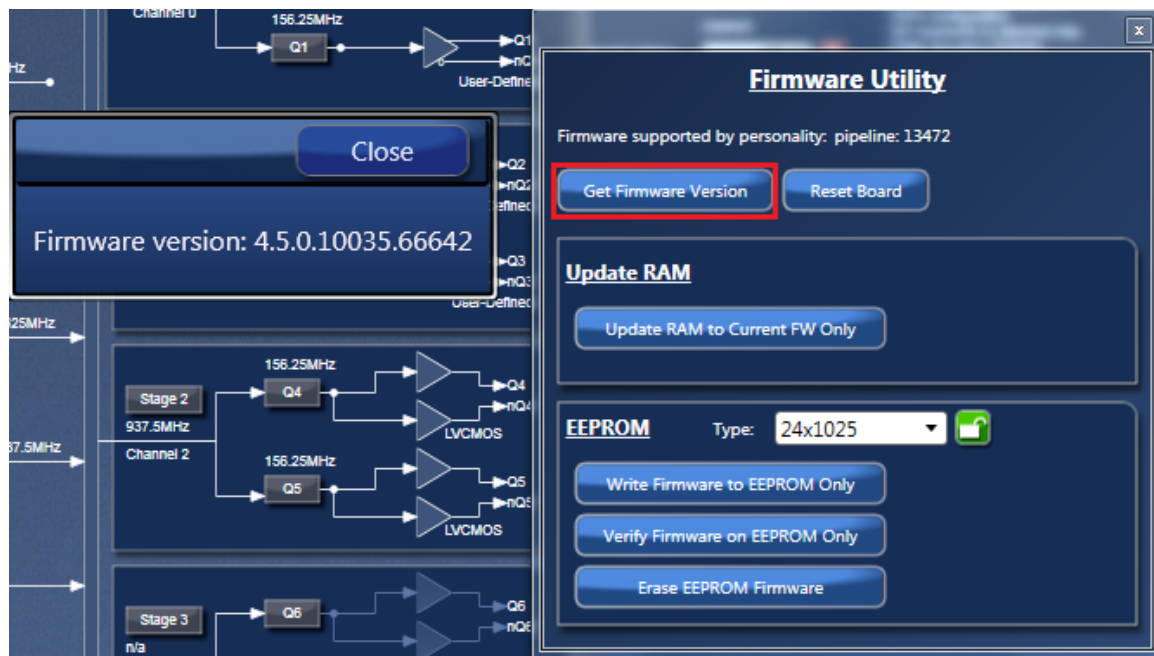 Channel 0
156.25MHz
Q1
Q1
User-Define
Hz
Close
Firmware version: 4.5.0.10035.66642
Q2
nQ2
efined
Q3
nQ3
User-Defined
25MHz
Stage 2
937.5MHz
Channel 2
37.5MHz
156.25MHz
Q4
Q4
nQ4
LVCMOS
156.25MHz
Q5
Q5
nQ5
LVCMOS
Stage 3
n/a
Q6
Q6
nQ6
x
Firmware Utility
Firmware supported by personality: pipeline: 13472
Get Firmware Version
Reset Board
Update RAM
Update RAM to Current FW Only
EEPROM
Type:
24x1025
Write Firmware to EEPROM Only
Verify Firmware on EEPROM Only
Erase EEPROM Firmware